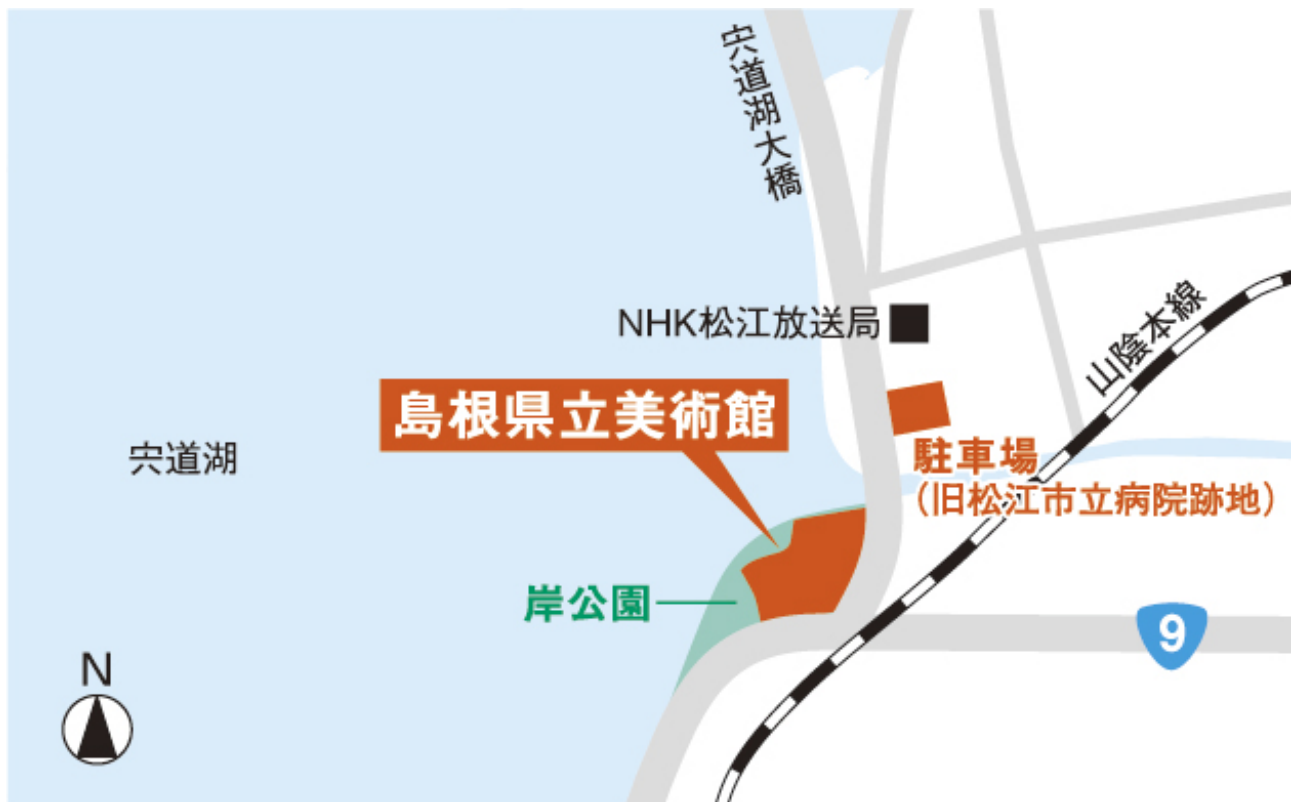 宍道湖大橋
NHK松江放送局
山陰本線
島根県立美術館
宍道湖
駐車場
（旧松江市立病院跡地）
岸公園
9
N